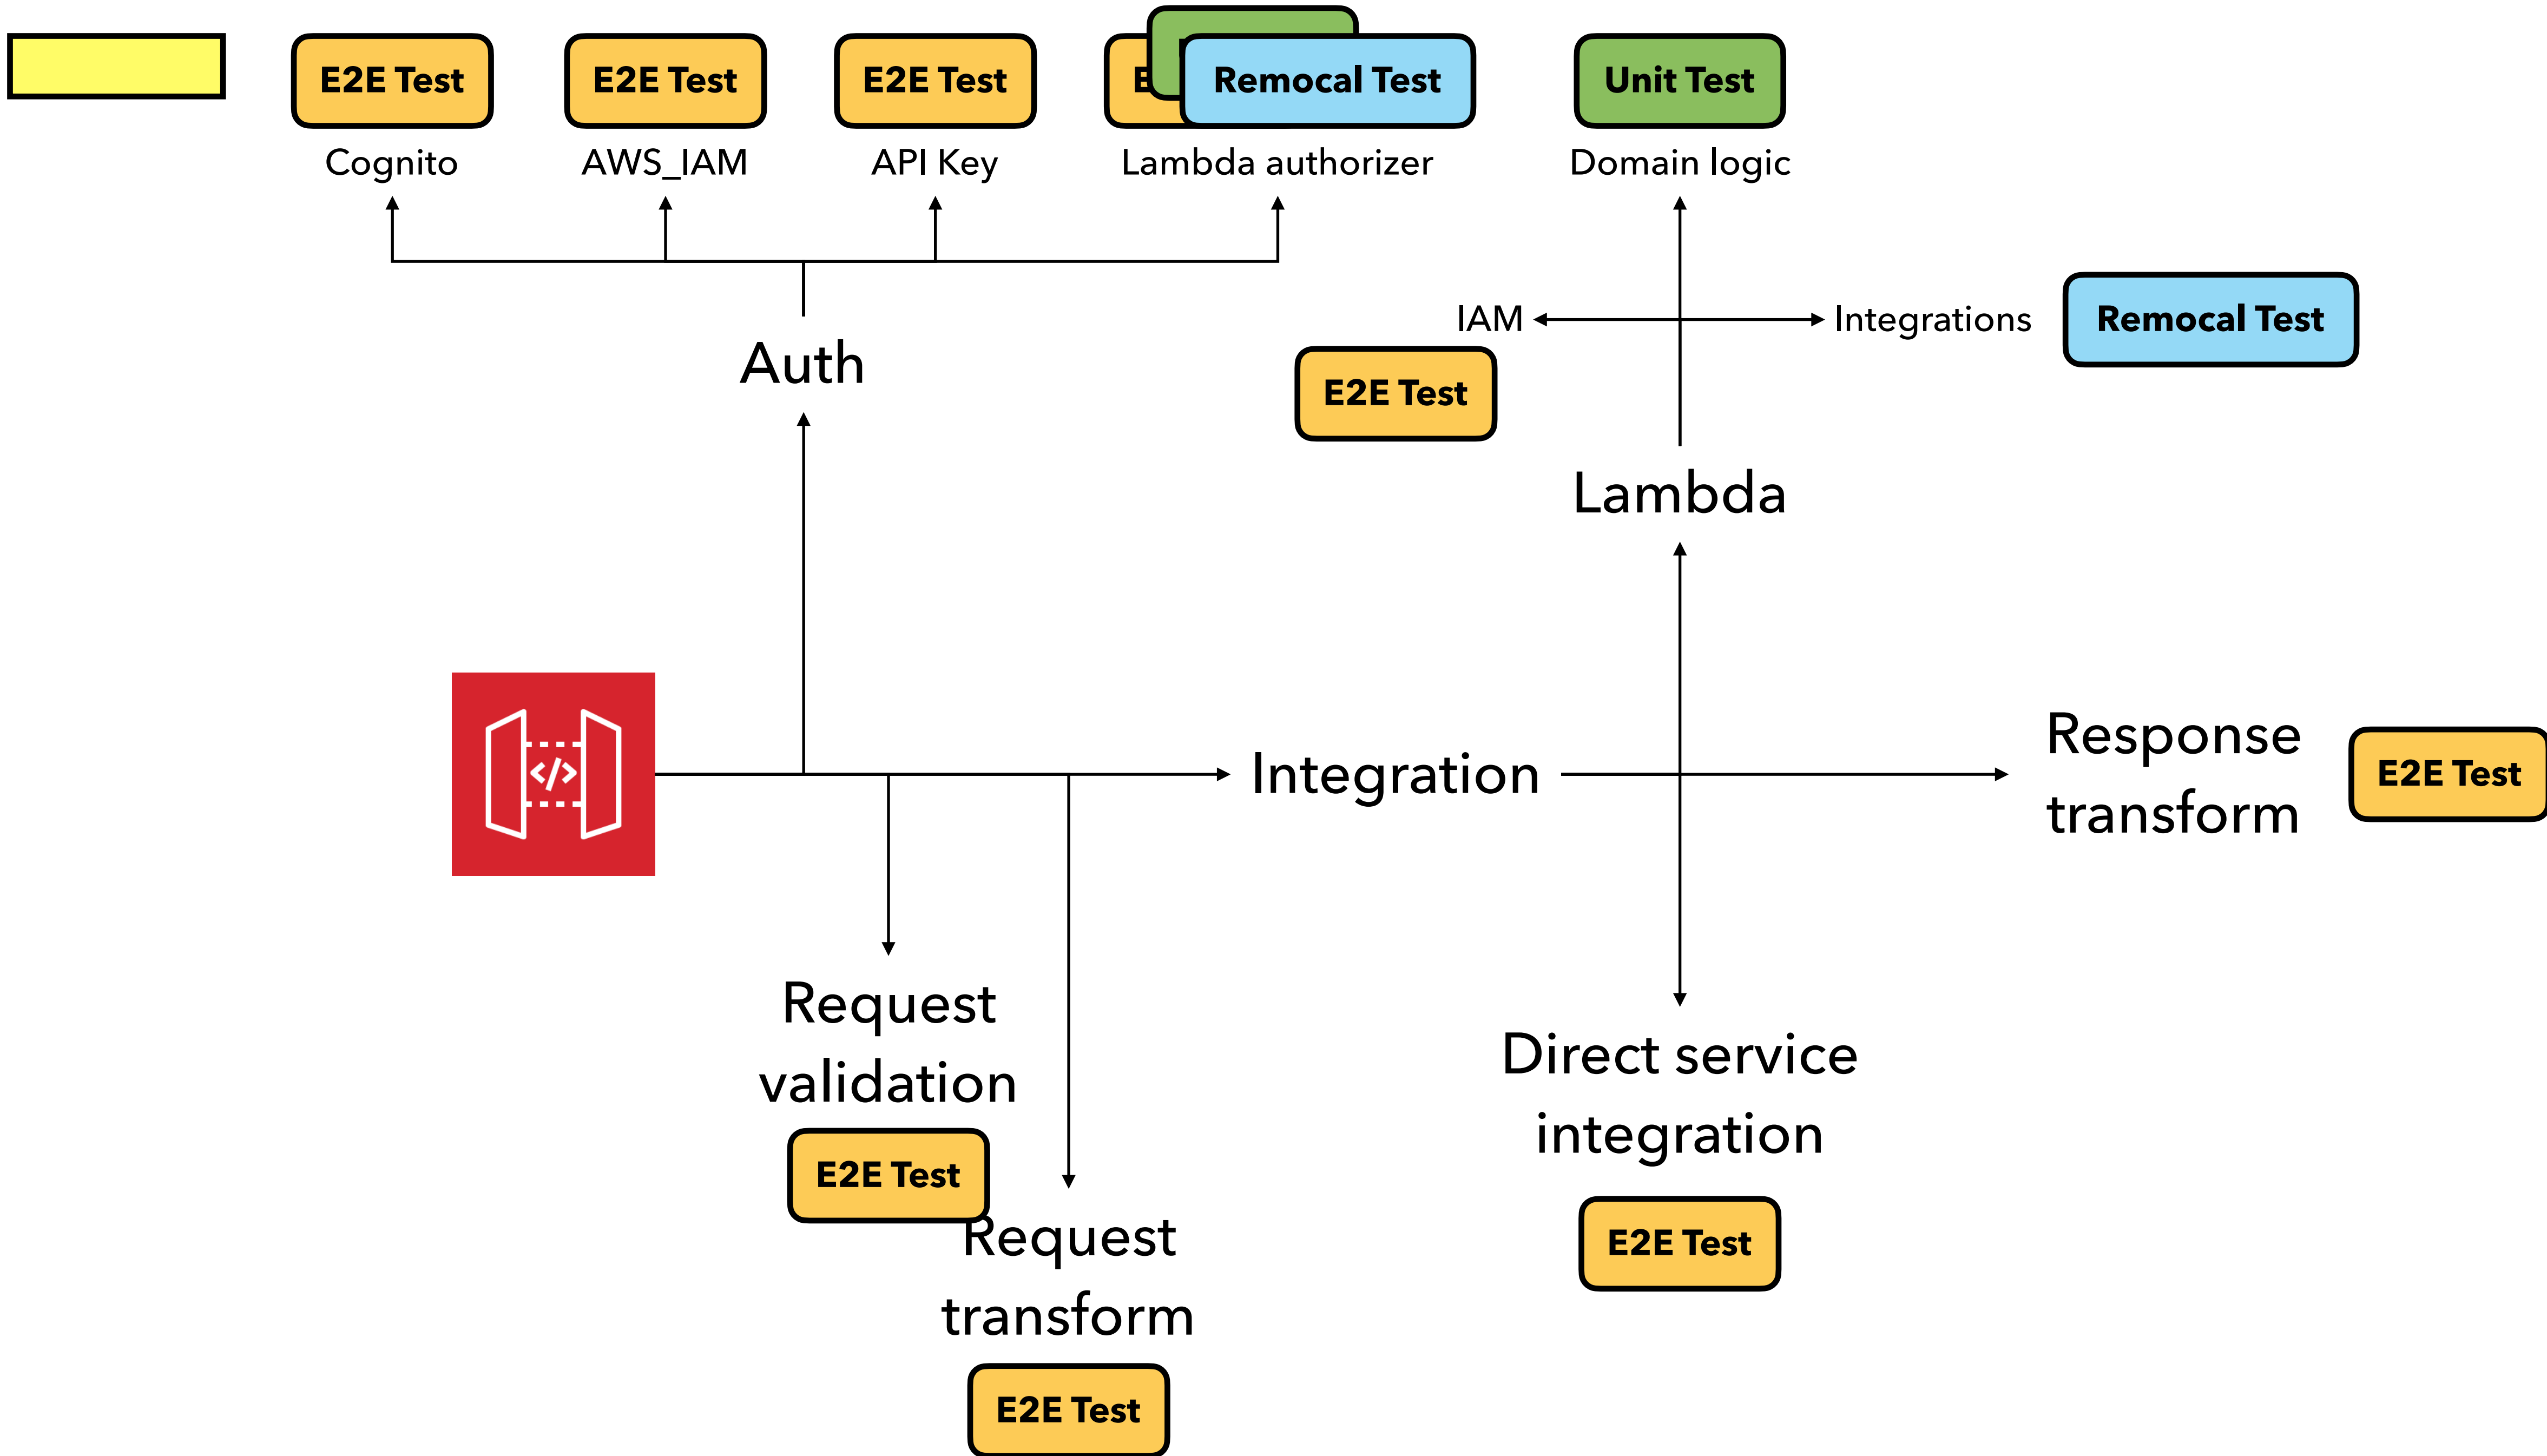 E2E Test
E2E Test
E2E Test
Remocal Test
Unit Test
Cognito
AWS_IAM
API Key
Lambda authorizer
Domain logic
IAM
Integrations
Remocal Test
E2E Test
Auth
Lambda
</>
Integration
Response
transform
E2E Test
Request
validation
E2E Test
Request
transform
E2E Test
Direct service
integration
E2E Test